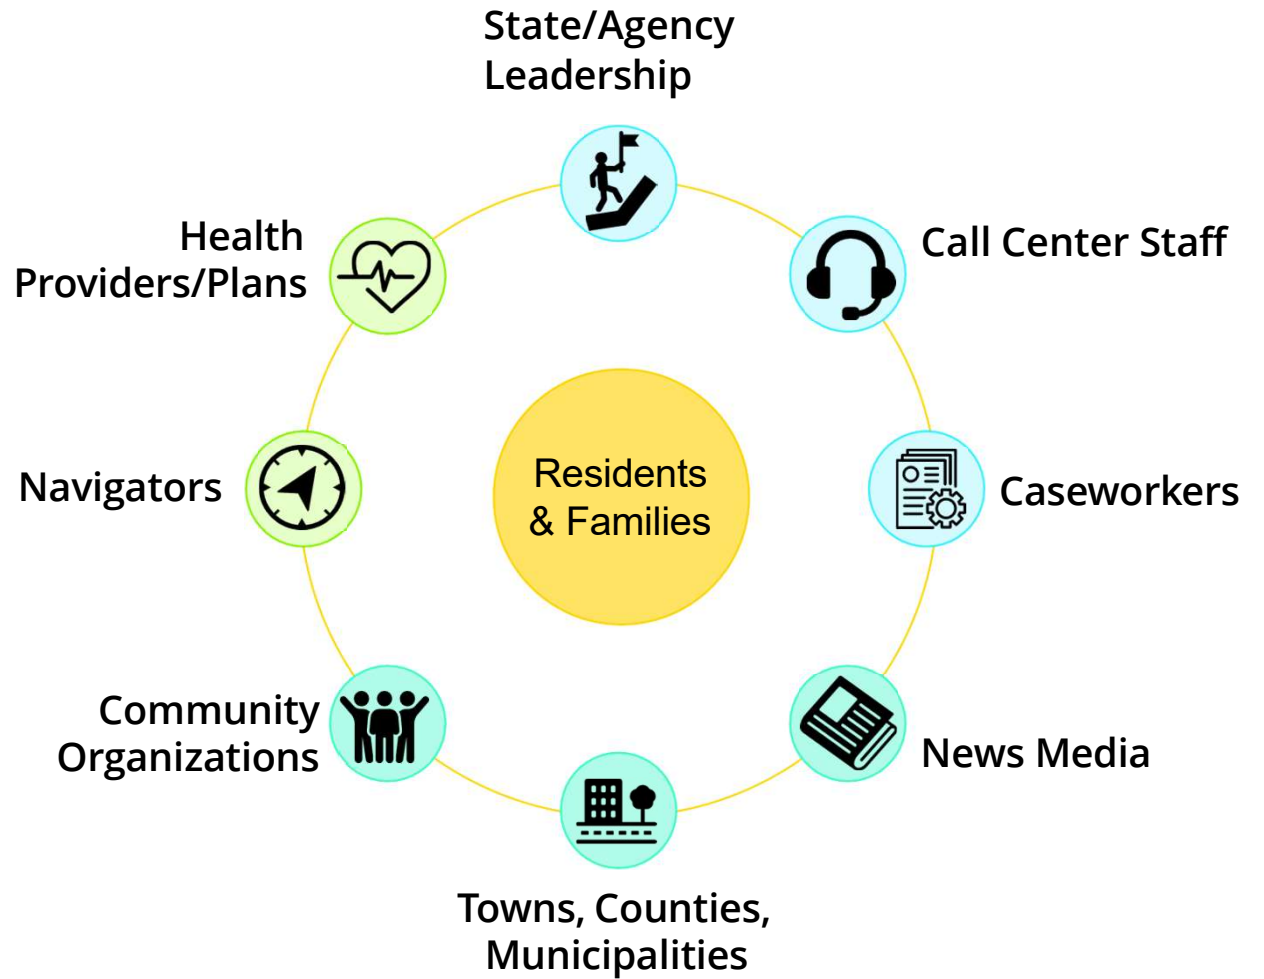 State/Agency
Leadership
Health
Providers/Plans
Call Center Staff
Navigators
Residents
& Families
Caseworkers
Community
Organizations
News Media
Towns, Counties,
Municipalities